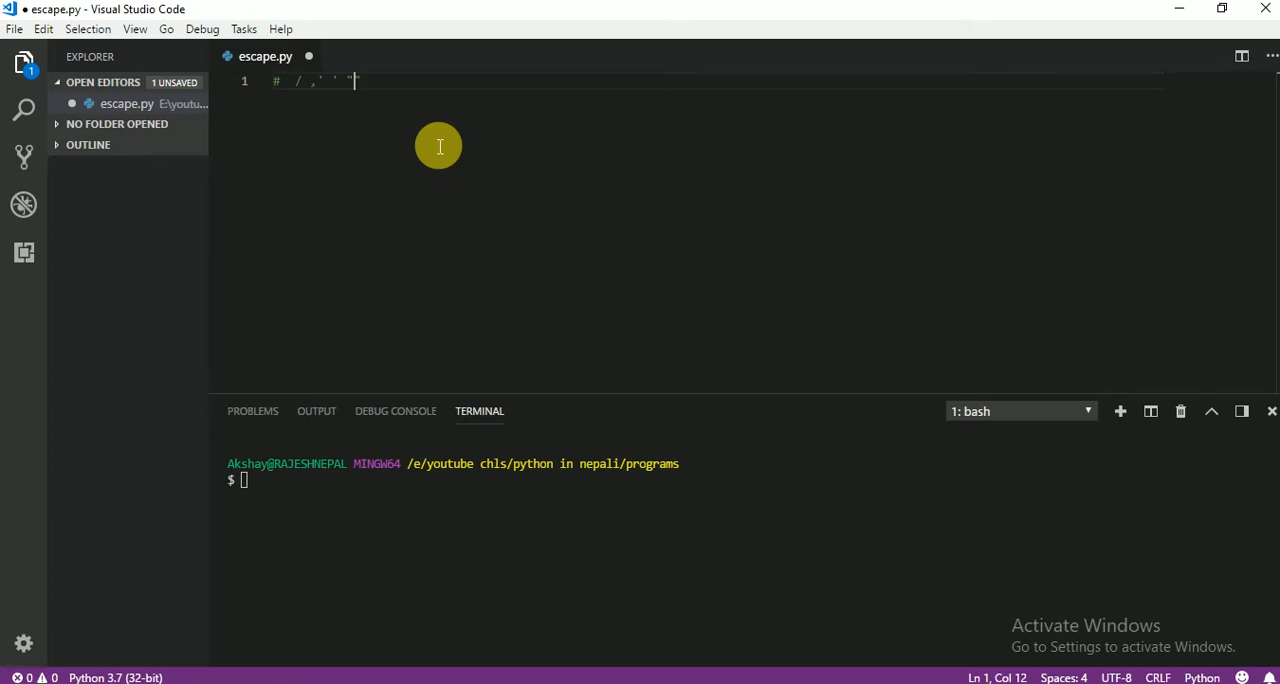 ● escape.py - Visual Studio Code
File Edit Selection View Go Debug Tasks Help
EXPLORER
escape.py ●
1
OPEN EDITORS 1 UNSAVED
● escape.py E:\youtu...
NO FOLDER OPENED
OUTLINE
1 # / ,' ' ""
PROBLEMS OUTPUT DEBUG CONSOLE TERMINAL 1: bash
Akshay@RAJESHNEPAL MINGW64 /e/youtube chls/python in nepali/programs
$
Activate Windows
Go to Settings to activate Windows.
0 0 Python 3.7 (32-bit) Ln 1, Col 12 Spaces: 4 UTF-8 CRLF Python